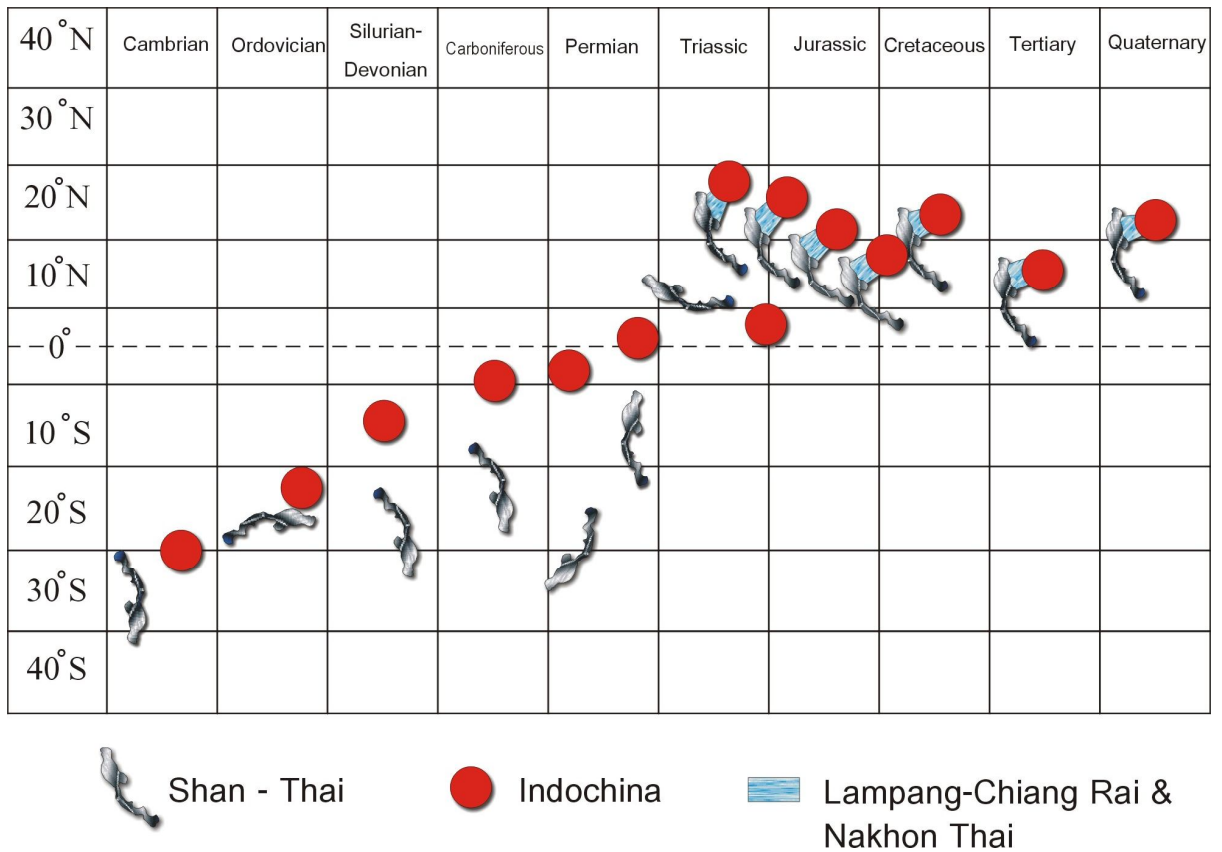 40°N Cambrian Ordovician Silurian- Carboniferous Permian Triassic Jurassic Cretaceous Tertiary Quaternary
Devonian
30°N
20°N
10°N
0°
10°S
20°S
30°S
40°S
Shan - Thai
Indochina
Lampang-Chiang Rai &
Nakhon Thai